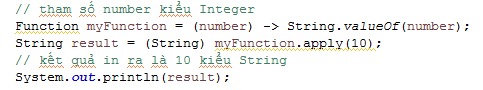 // tham số number kiểu Integer
Function myFunction = (number) -> String.valueOf(number);
String result = (String) myFunction.apply(10);
// kết quả in ra là 10 kiểu String
System.out.println(result);